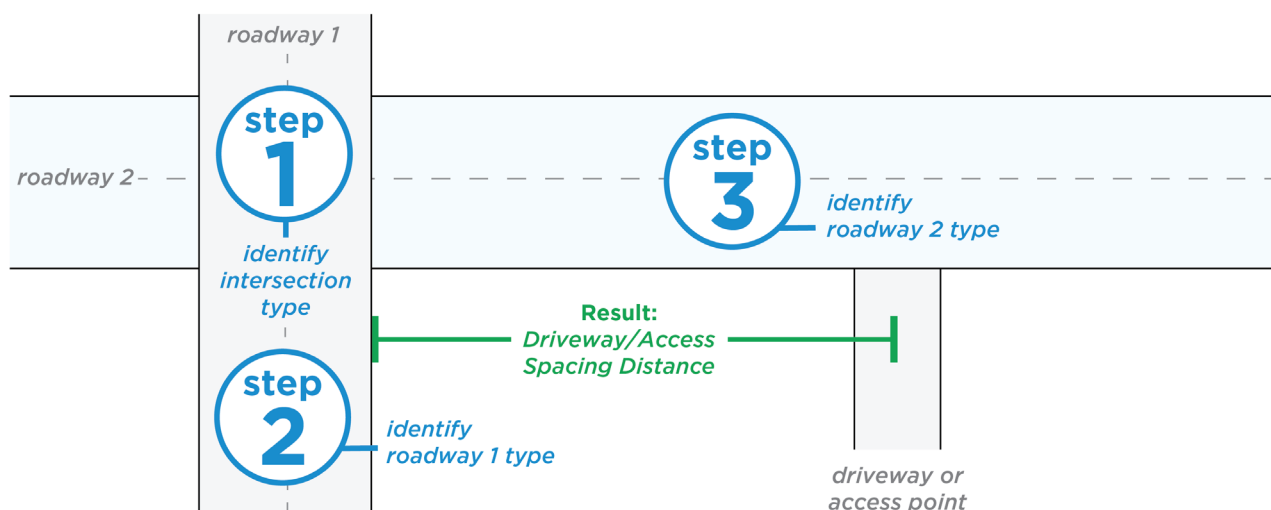 roadway 1
step
1
identify
intersection
type
roadway 2
step
3
identify
roadway 2 type
Result:
Driveway/Access
Spacing Distance
step
2
identify
roadway 1 type
driveway or
access point